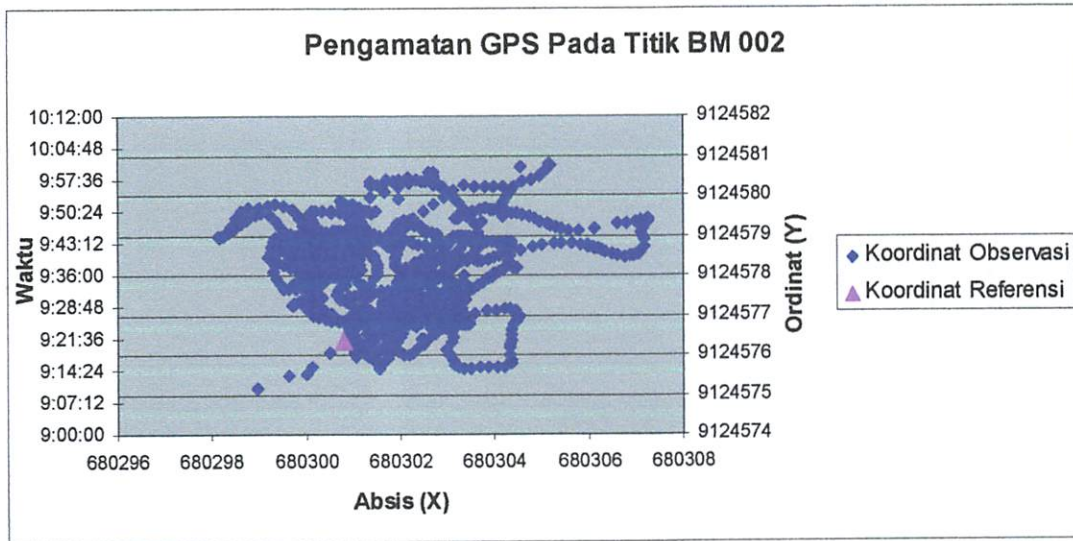 Pengamatan GPS Pada Titik BM 002
Waktu
10:12:00
10:04:48
9:57:36
9:50:24
9:43:12
9:36:00
9:28:48
9:21:36
9:14:24
9:07:12
9:00:00
9124582
9124581
9124580
9124579
9124578
9124577
9124576
9124575
9124574
Ordinat (Y)
680296 680298 680300 680302 680304 680306 680308
Absis (X)
Koordinat Observasi
Koordinat Referensi